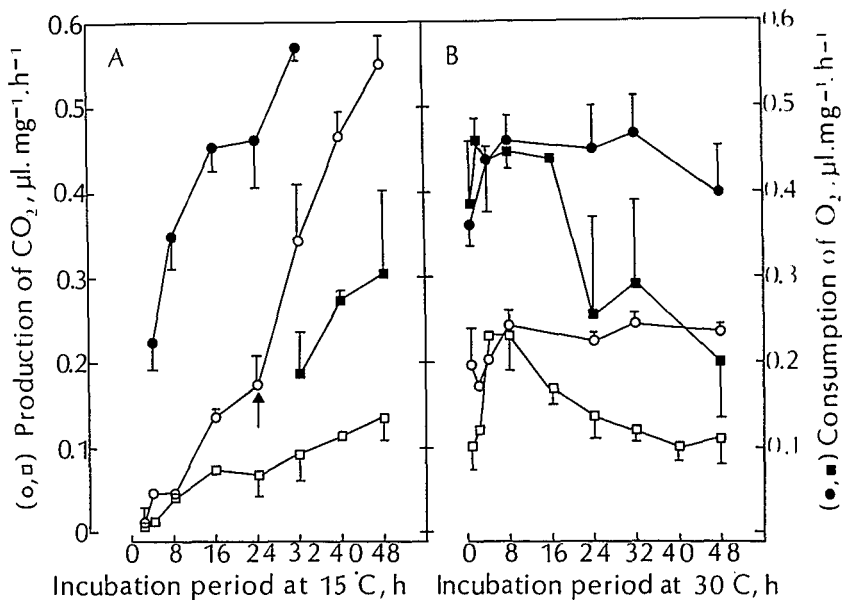 (o,□) Production of CO₂, µl. mg⁻¹.h⁻¹
0.6
0.5
0.4
0.3
0.2
0.1
0
A
0 8 16 24 32 40 48
Incubation period at 15°C, h
B
0 8 16 24 32 40 48
Incubation period at 30°C, h
0.6
0.5
0.4
0.3
0.2
0.1
(●,■) Consumption of O₂, µl.mg⁻¹.h⁻¹